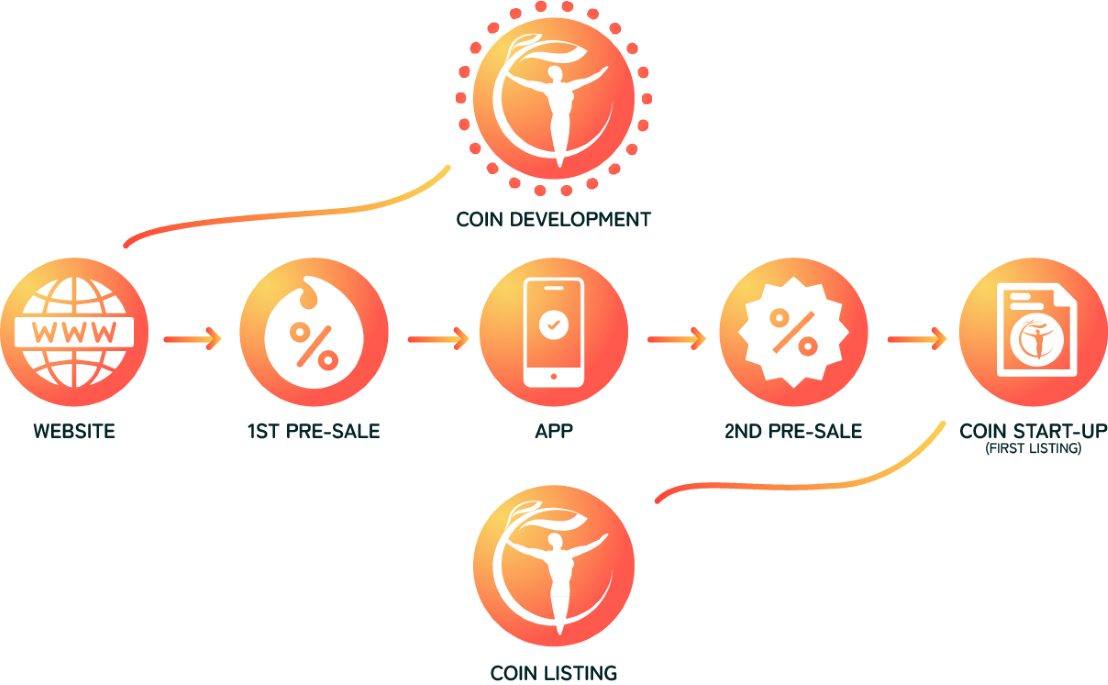 COIN DEVELOPMENT
WWW
WEBSITE
%
1ST PRE-SALE
APP
%
2ND PRE-SALE
COIN START-UP
(FIRST LISTING)
COIN LISTING